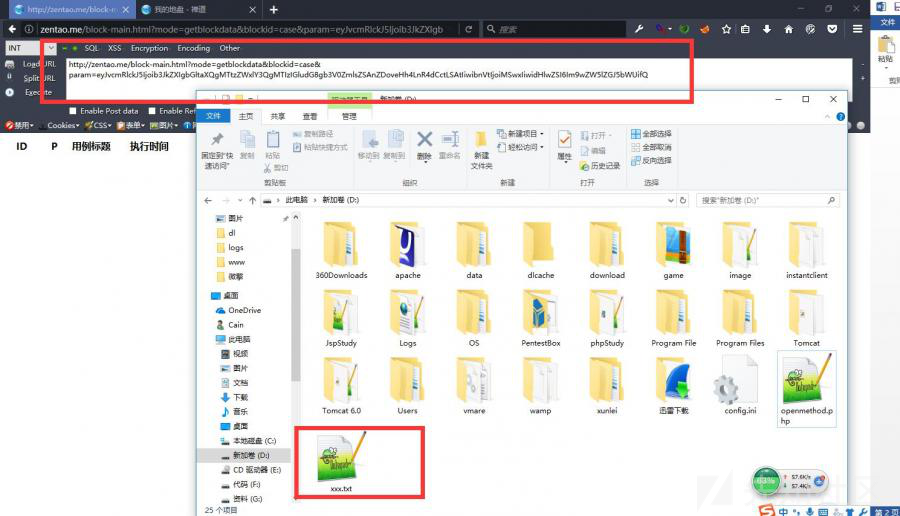 http://zentao.me/block-... 我的地盘 - 禅道
zentao.me/block-main.html?mode=getblockdata&blockid=case&param=eyJvcmRlckJ5Ijoib3JkZXIgb 搜索
INT SQL XSS Encryption Encoding Other
Load URL http://zentao.me/block-main.html?mode=getblockdata&blockid=case&
Split URL
Execute
Enable Post data Enable Ref
禁用 Cookies CSS 表单 图片
ID P 用例标题 执行时间
新加卷 (D:)
文件 主页 共享 查看 管理
固定到"快速访问" 复制 粘贴 复制路径 粘贴快捷方式 剪切
移动到 复制到 删除 重命名
新建文件夹 新建项目 轻松访问
属性 打开 编辑 历史记录
全部选择 全部取消 反向选择
剪贴板 组织 新建 打开 选择
此电脑 新加卷 (D:) 搜索"新加卷 (D:)"
图片
dl
logs
www
微擎
桌面
OneDrive
Cain
此电脑
视频
图片
文档
下载
音乐
桌面
本地磁盘 (C:)
新加卷 (D:)
CD 驱动器 (E:)
代码 (F:)
资料 (G:)
360Downloads apache data dlcache download game image instantclient
JspStudy Logs OS PentestBox phpStudy Program File Program Files Tomcat
Tomcat 6.0 Users vmare wamp xunlei 迅雷下载 config.ini openmethod.php
xxx.txt
25 个项目
57.6K/s
57.4K/s
文件
粘贴
中
第 2 页